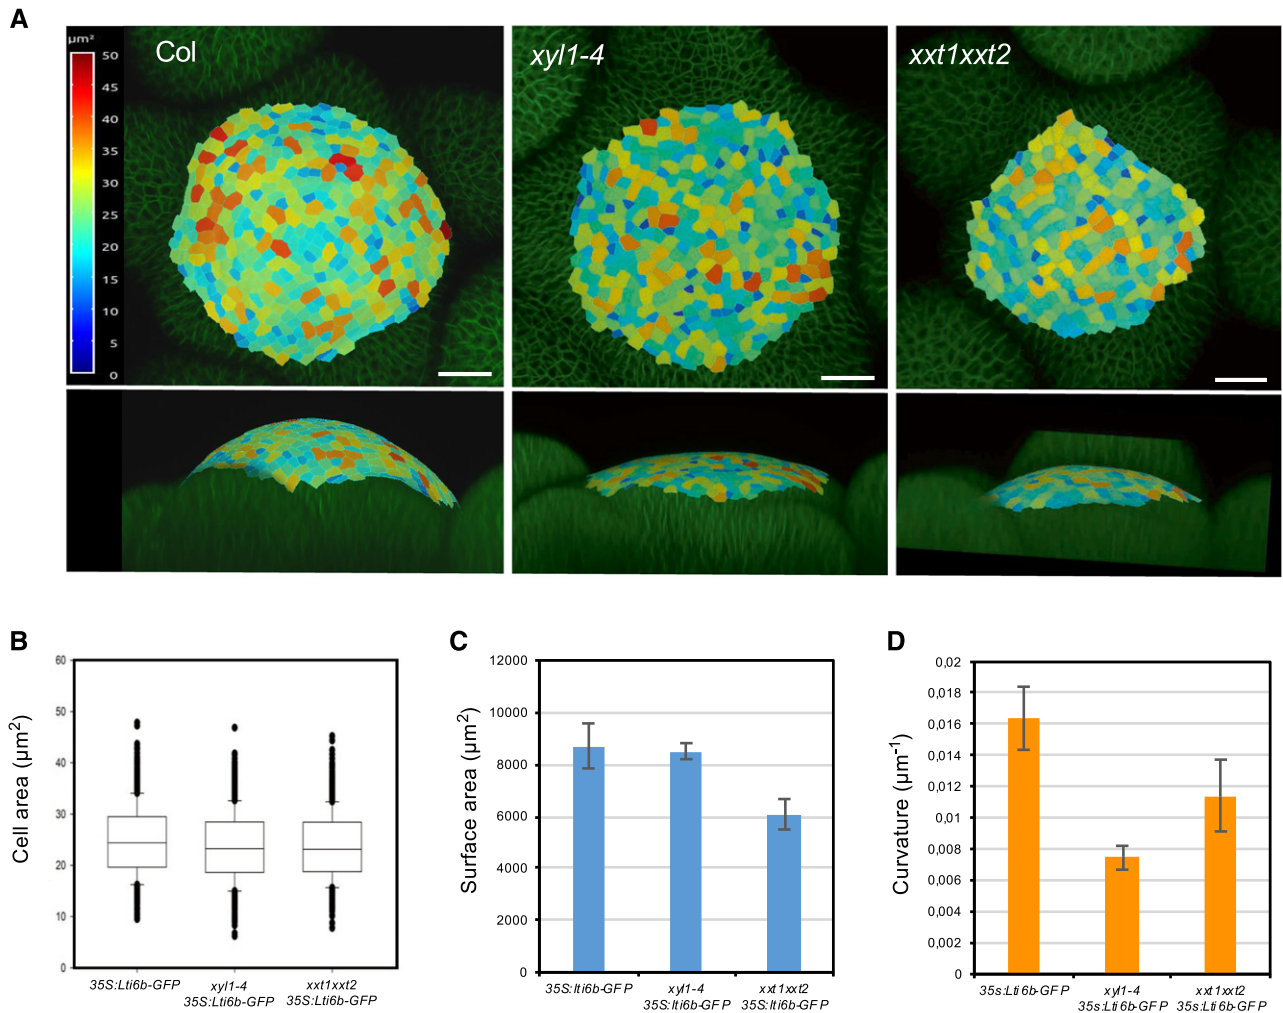 A
µm²
Col
xyl1-4
xxt1xxt2
50
45
40
35
30
25
20
15
10
5
0
B
Cell area (µm²)
60
50
40
30
20
10
0
35S:Lti6b-GFP
xyl1-4
35S:Lti6b-GFP
xxt1xxt2
35S:Lti6b-GFP
C
Surface area (µm²)
12000
10000
8000
6000
4000
2000
0
35S:lti6b-GFP
xyl1-4
35S:lti6b-GFP
xxt1xxt2
35S:lti6b-GFP
D
Curvature (µm⁻¹)
0,02
0,018
0,016
0,014
0,012
0,01
0,008
0,006
0,004
0,002
0
35s:Lti6b-GFP
xyl1-4
35s:Lti6b-GFP
xxt1xxt2
35s:Lti6b-GFP